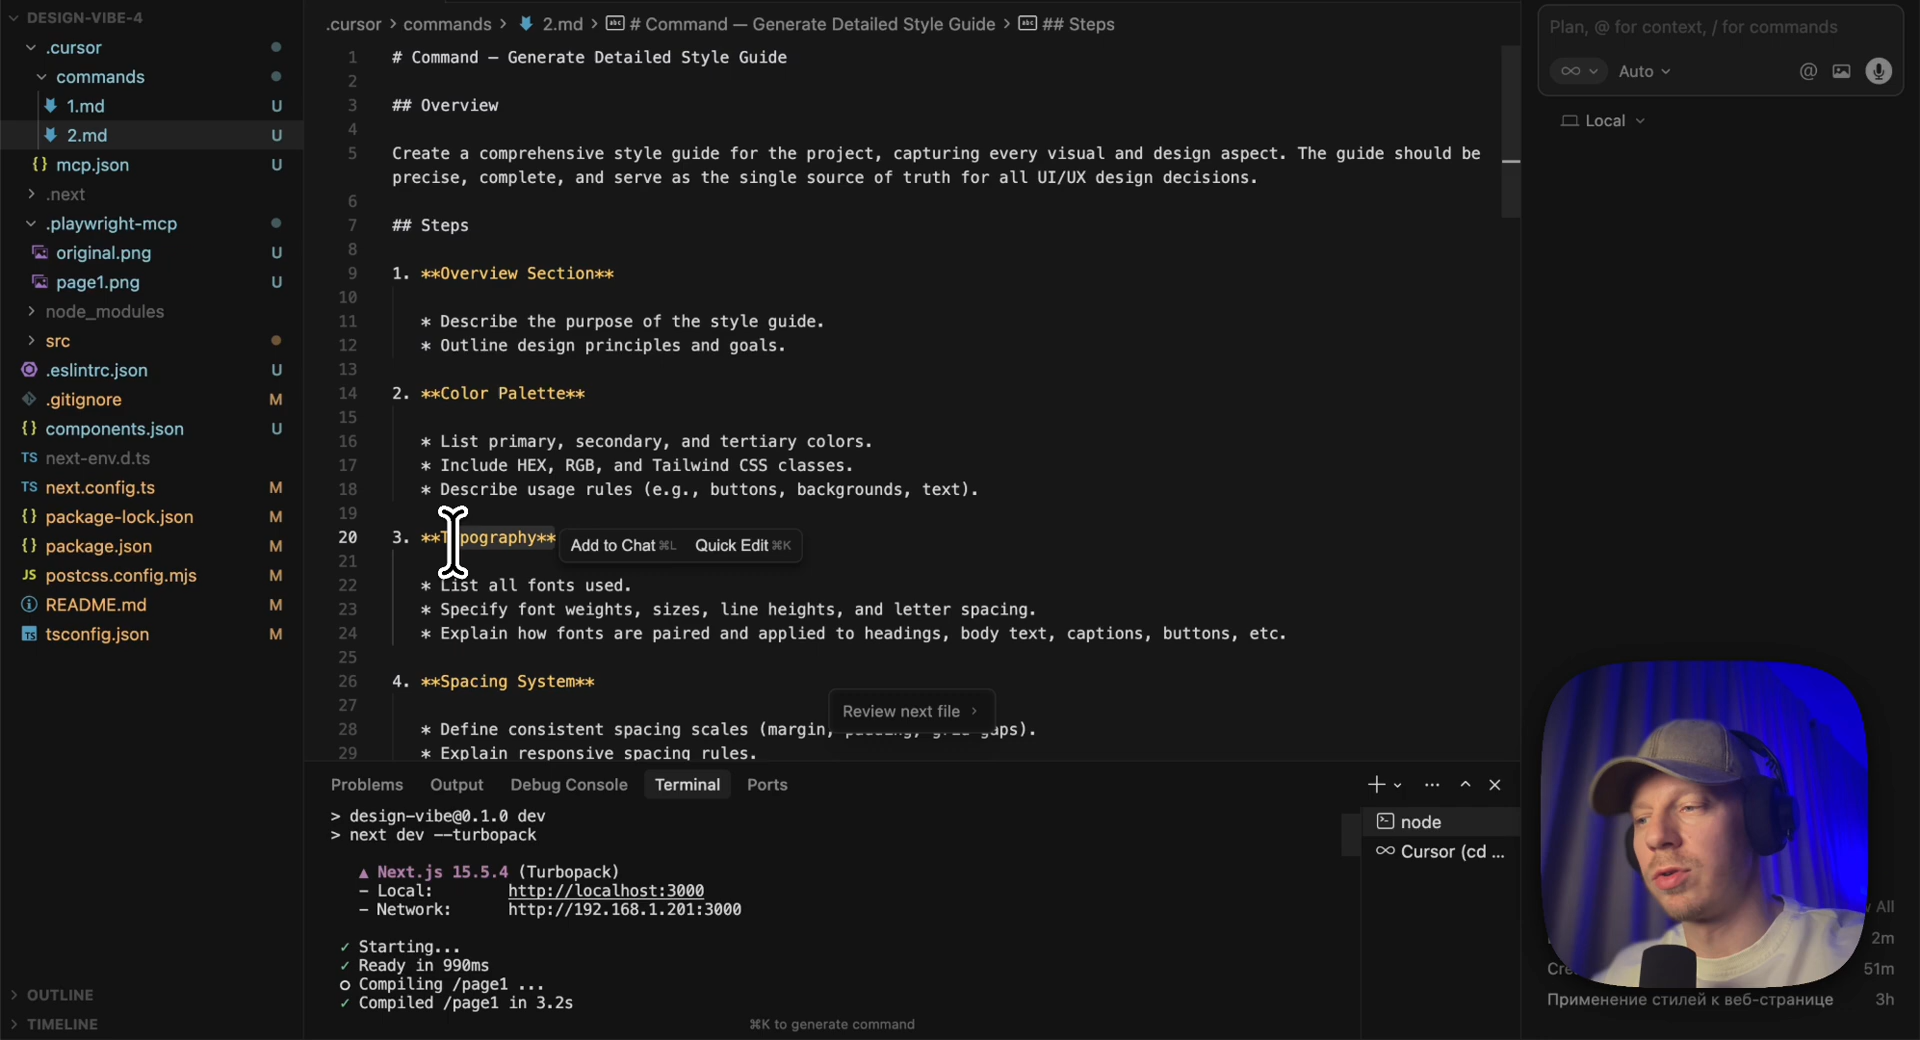 DESIGN-VIBE-4
.cursor
commands
1.md U
2.md U
{} mcp.json U
.next
.playwright-mcp
original.png U
page1.png U
node_modules
src
.eslintrc.json U
.gitignore M
{} components.json U
TS next-env.d.ts
TS next.config.ts M
{} package-lock.json M
{} package.json M
JS postcss.config.mjs M
README.md M
TS tsconfig.json M
OUTLINE
TIMELINE
.cursor > commands > 2.md > # Command — Generate Detailed Style Guide > ## Steps
1 # Command — Generate Detailed Style Guide
2
3 ## Overview
4
5 Create a comprehensive style guide for the project, capturing every visual and design aspect. The guide should be
precise, complete, and serve as the single source of truth for all UI/UX design decisions.
6
7 ## Steps
8
9 1. **Overview Section**
10
11 * Describe the purpose of the style guide.
12 * Outline design principles and goals.
13
14 2. **Color Palette**
15
16 * List primary, secondary, and tertiary colors.
17 * Include HEX, RGB, and Tailwind CSS classes.
18 * Describe usage rules (e.g., buttons, backgrounds, text).
19
20 3. **Typography**
Add to Chat ⌘L Quick Edit ⌘K
21
22 * List all fonts used.
23 * Specify font weights, sizes, line heights, and letter spacing.
24 * Explain how fonts are paired and applied to headings, body text, captions, buttons, etc.
25
26 4. **Spacing System**
27
Review next file >
28 * Define consistent spacing scales (margin, gaps).
29 * Explain responsive spacing rules.
Problems Output Debug Console Terminal Ports
> design-vibe@0.1.0 dev
> next dev --turbopack
▲ Next.js 15.5.4 (Turbopack)
- Local: http://localhost:3000
- Network: http://192.168.1.201:3000
✓ Starting...
✓ Ready in 990ms
○ Compiling /page1 ...
✓ Compiled /page1 in 3.2s
⌘K to generate command
node
Cursor (cd ...
Plan, @ for context, / for commands
∞ Auto @
Local
All
2m
51m
Применение стилей к веб-странице 3h